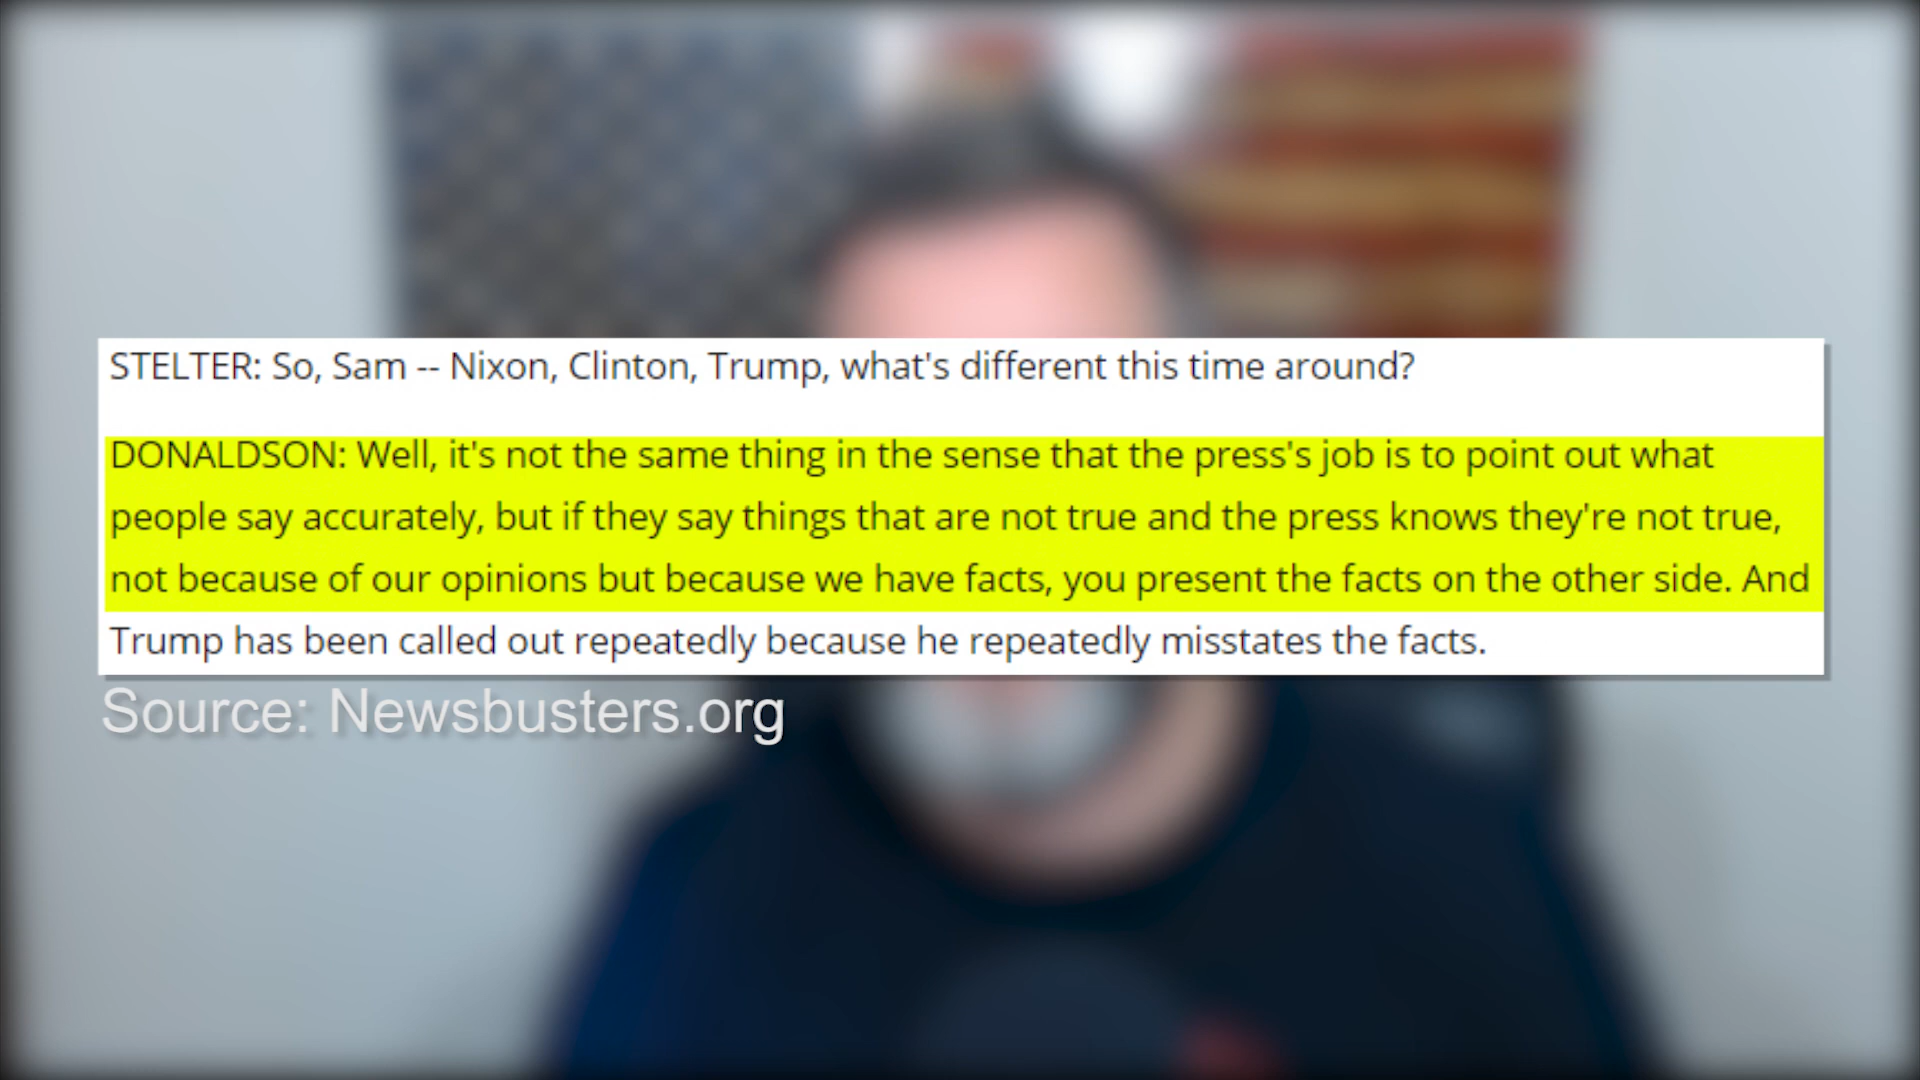 STELTER: So, Sam -- Nixon, Clinton, Trump, what's different this time around?
DONALDSON: Well, it's not the same thing in the sense that the press's job is to point out what
people say accurately, but if they say things that are not true and the press knows they're not true,
not because of our opinions but because we have facts, you present the facts on the other side. And
Trump has been called out repeatedly because he repeatedly misstates the facts.
Source: Newsbusters.org